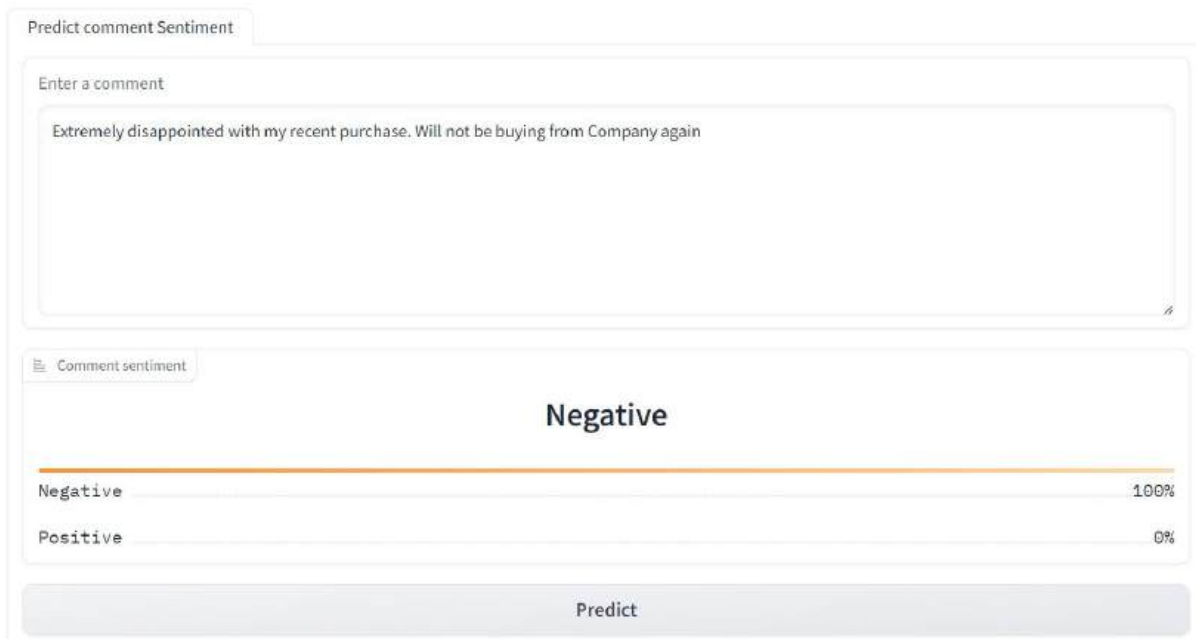 Predict comment Sentiment
Enter a comment
Extremely disappointed with my recent purchase. Will not be buying from Company again
Comment sentiment
Negative
Negative 100%
Positive 0%
Predict